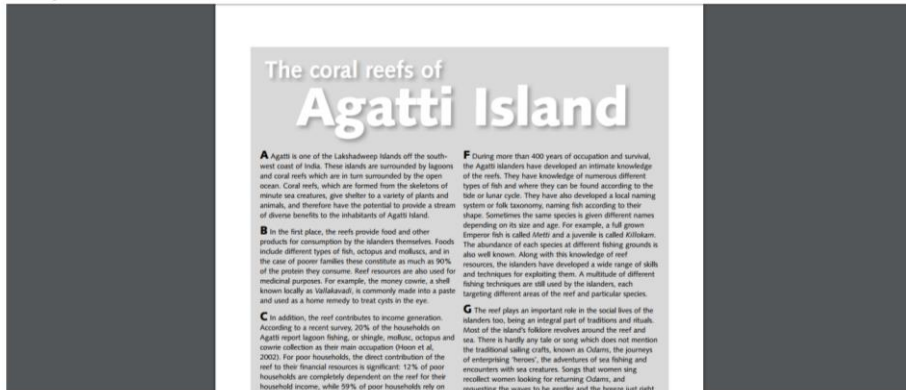 The coral reefs of
Agatti Island
A Agatti is one of the Lakshadweep Islands off the south-
west coast of India. These islands are surrounded by lagoons
and coral reefs which are in turn surrounded by the open
ocean. Coral reefs, which are formed from the skeletons of
minute sea creatures, give shelter to a variety of plants and
animals, and therefore have the potential to provide a stream
of diverse benefits to the inhabitants of Agatti Island.
B In the first place, the reefs provide food and other
products for consumption by the islanders themselves. Foods
include different types of fish, octopus and molluscs, and in
the case of poorer families these constitute as much as 90%
of the protein they consume. Reef resources are also used for
medicinal purposes. For example, the money cowrie, a shell
known locally as Vallakavadi, is commonly made into a paste
and used as a home remedy to treat cysts in the eye.
C In addition, the reef contributes to income generation.
According to a recent survey, 20% of the households on
Agatti report lagoon fishing, or shingle, mollusc, octopus and
cowrie collection as their main occupation (Hoon et al,
2002). For poor households, the direct contribution of the
reef to their financial resources is significant: 12% of poor
households are completely dependent on the reef for their
household income, while 59% of poor households rely on
F During more than 400 years of occupation and survival,
the Agatti islanders have developed an intimate knowledge
of the reefs. They have knowledge of numerous different
types of fish and where they can be found according to the
tide or lunar cycle. They have also developed a local naming
system or folk taxonomy, naming fish according to their
shape. Sometimes the same species is given different names
depending on its size and age. For example, a full grown
Emperor fish is called Metti and a juvenile is called Killokam.
The abundance of each species at different fishing grounds is
also well known. Along with this knowledge of reef
resources, the islanders have developed a wide range of skills
and techniques for exploiting them. A multitude of different
fishing techniques are still used by the islanders, each
targeting different areas of the reef and particular species.
G The reef plays an important role in the social lives of the
islanders too, being an integral part of traditions and rituals.
Most of the island's folklore revolves around the reef and
sea. There is hardly any tale or song which does not mention
the traditional sailing crafts, known as Odams, the journeys
of enterprising 'heroes', the adventures of sea fishing and
encounters with sea creatures. Songs that women sing
recollect women looking for returning Odams, and
requesting the waves to be gentler and the breeze just right